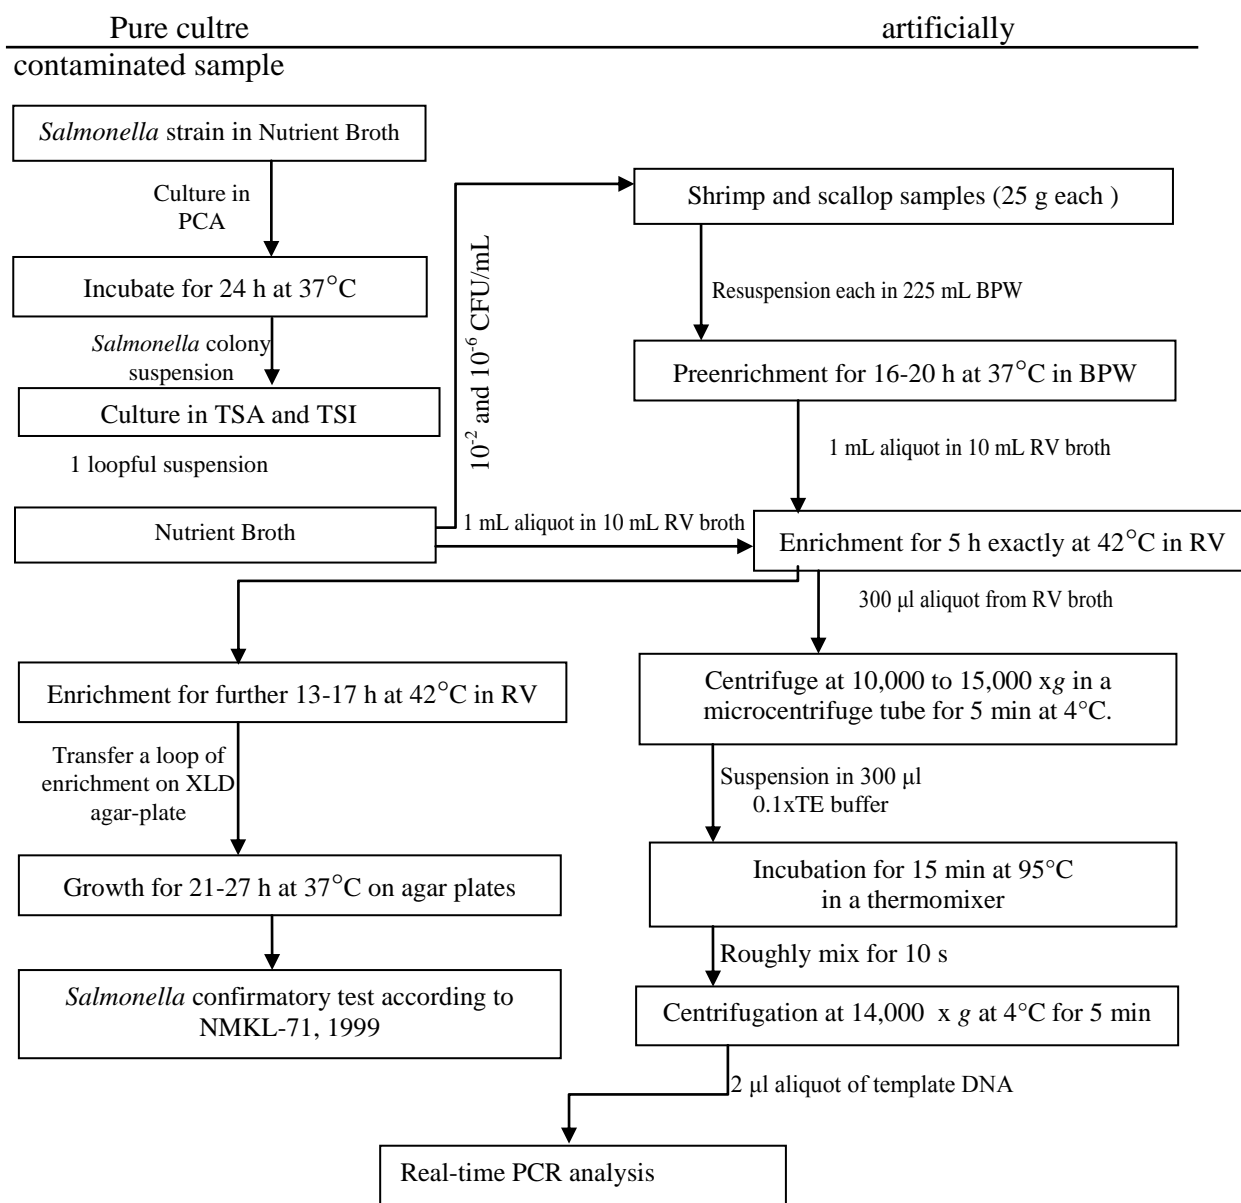 Pure cultre artificially
contaminated sample
Salmonella strain in Nutrient Broth
Culture in
PCA
Incubate for 24 h at 37°C
Salmonella colony
suspension
Culture in TSA and TSI
1 loopful suspension
Nutrient Broth
10-2 and 10-6 CFU/mL
Shrimp and scallop samples (25 g each )
Resuspension each in 225 mL BPW
Preenrichment for 16-20 h at 37°C in BPW
1 mL aliquot in 10 mL RV broth
1 mL aliquot in 10 mL RV broth
Enrichment for 5 h exactly at 42°C in RV
300 µl aliquot from RV broth
Enrichment for further 13-17 h at 42°C in RV
Transfer a loop of
enrichment on XLD
agar-plate
Growth for 21-27 h at 37°C on agar plates
Salmonella confirmatory test according to
NMKL-71, 1999
Centrifuge at 10,000 to 15,000 xg in a
microcentrifuge tube for 5 min at 4°C.
Suspension in 300 µl
0.1xTE buffer
Incubation for 15 min at 95°C
in a thermomixer
Roughly mix for 10 s
Centrifugation at 14,000 x g at 4°C for 5 min
2 µl aliquot of template DNA
Real-time PCR analysis